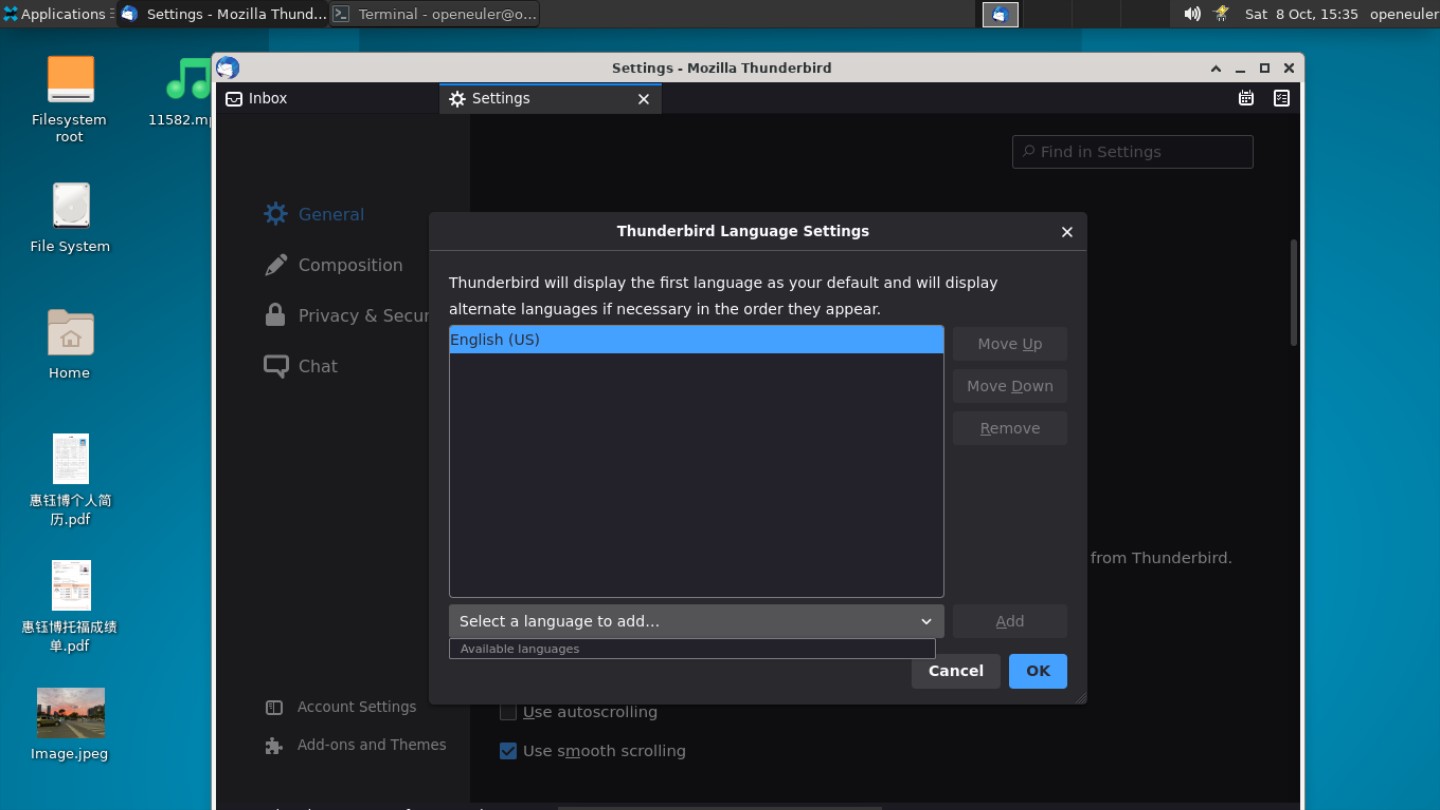 Applications
Settings - Mozilla Thund...
Terminal - openeuler@o...
Sat 8 Oct, 15:35
openeuler
Filesystem
root
File System
Home
惠钰博个人简
历.pdf
惠钰博托福成绩
单.pdf
Image.jpeg
Settings - Mozilla Thunderbird
Inbox
Settings
Find in Settings
General
Composition
Privacy & Secur
Chat
Account Settings
Add-ons and Themes
Thunderbird Language Settings
Thunderbird will display the first language as your default and will display
alternate languages if necessary in the order they appear.
English (US)
Move Up
Move Down
Remove
Select a language to add...
Add
Available languages
Cancel
OK
from Thunderbird.
Use autoscrolling
Use smooth scrolling